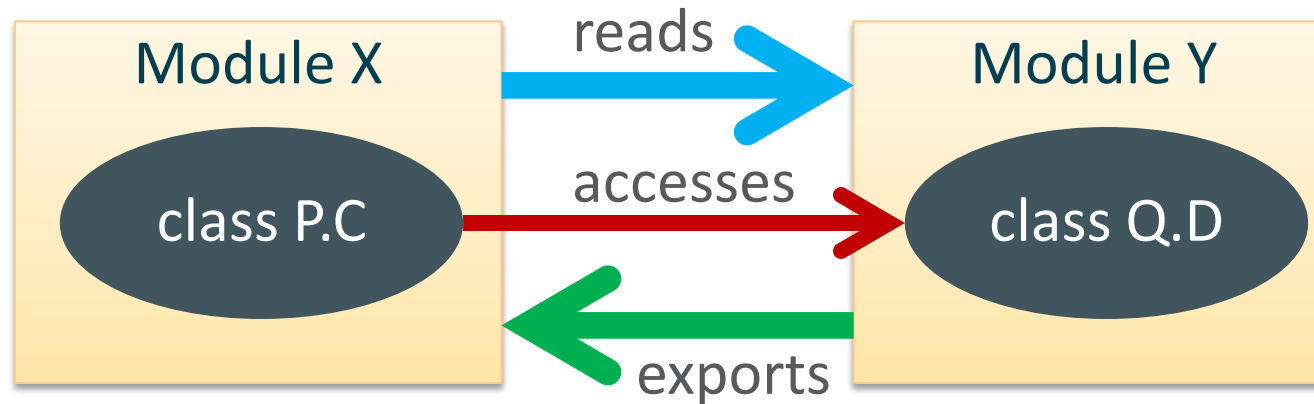 reads
Module X
Module Y
accesses
class P.C
class Q.D
exports